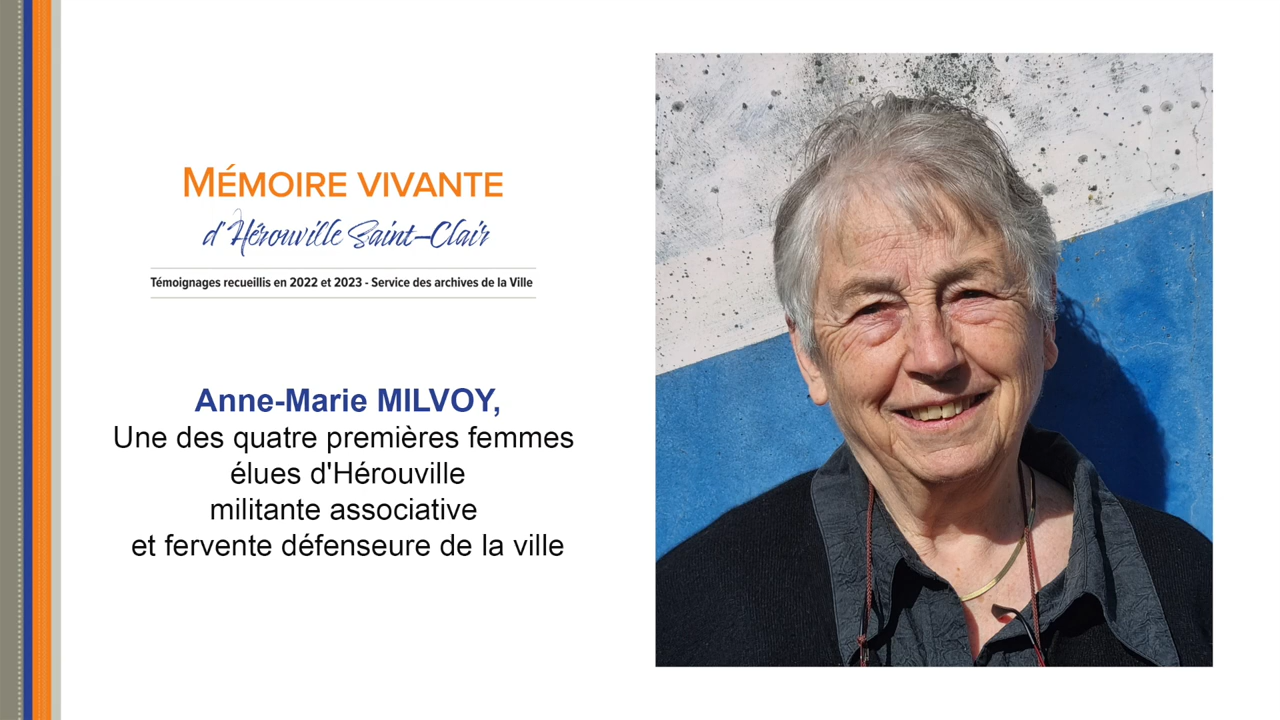 MÉMOIRE VIVANTE
d'Hérouville Saint-Clair
Témoignages recueillis en 2022 et 2023 - Service des archives de la Ville
Anne-Marie MILVOY,
Une des quatre premières femmes
élues d'Hérouville
militante associative
et fervente défenseure de la ville